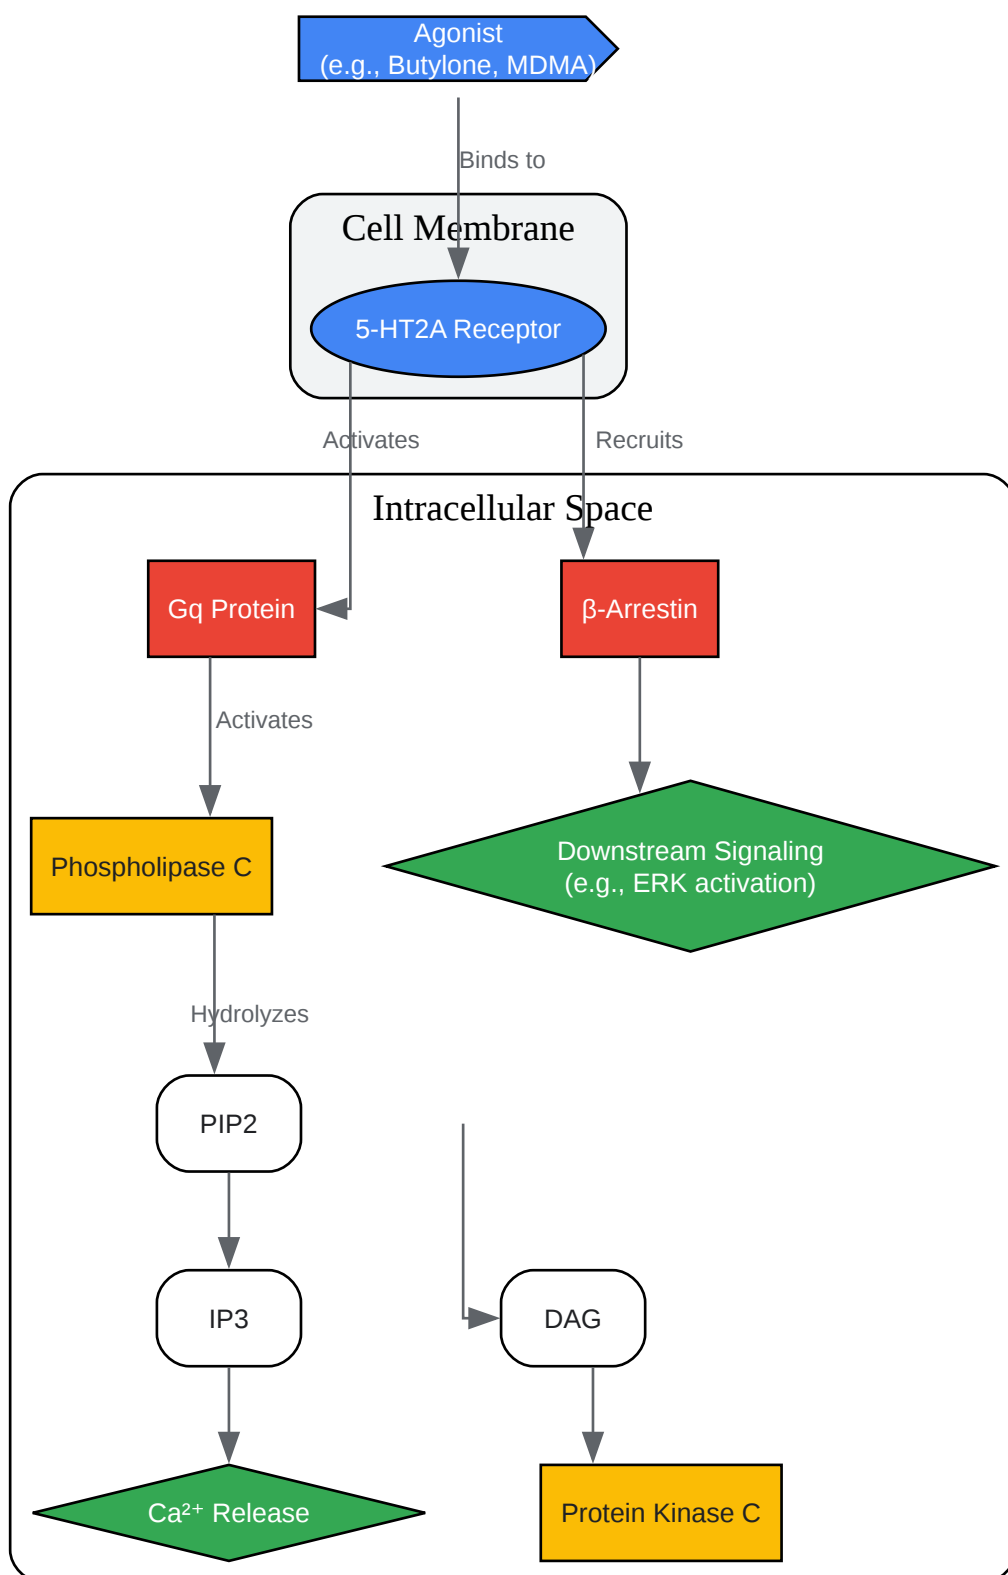 Agonist
(e.g., Butylone, MDMA)
Binds to
Cell Membrane
5-HT2A Receptor
Activates
Recruits
Intracellular Space
Gq Protein
β-Arrestin
Activates
Phospholipase C
Downstream Signaling
(e.g., ERK activation)
Hydrolyzes
PIP2
IP3
DAG
Ca²⁺ Release
Protein Kinase C